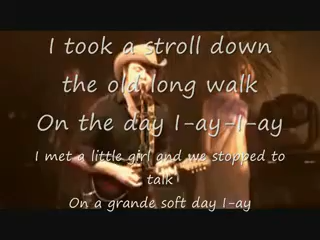 I took a stroll down
the old long walk
On the day I-ay-I-ay
I met a little girl and we stopped to
talk
On a grande soft day I-ay